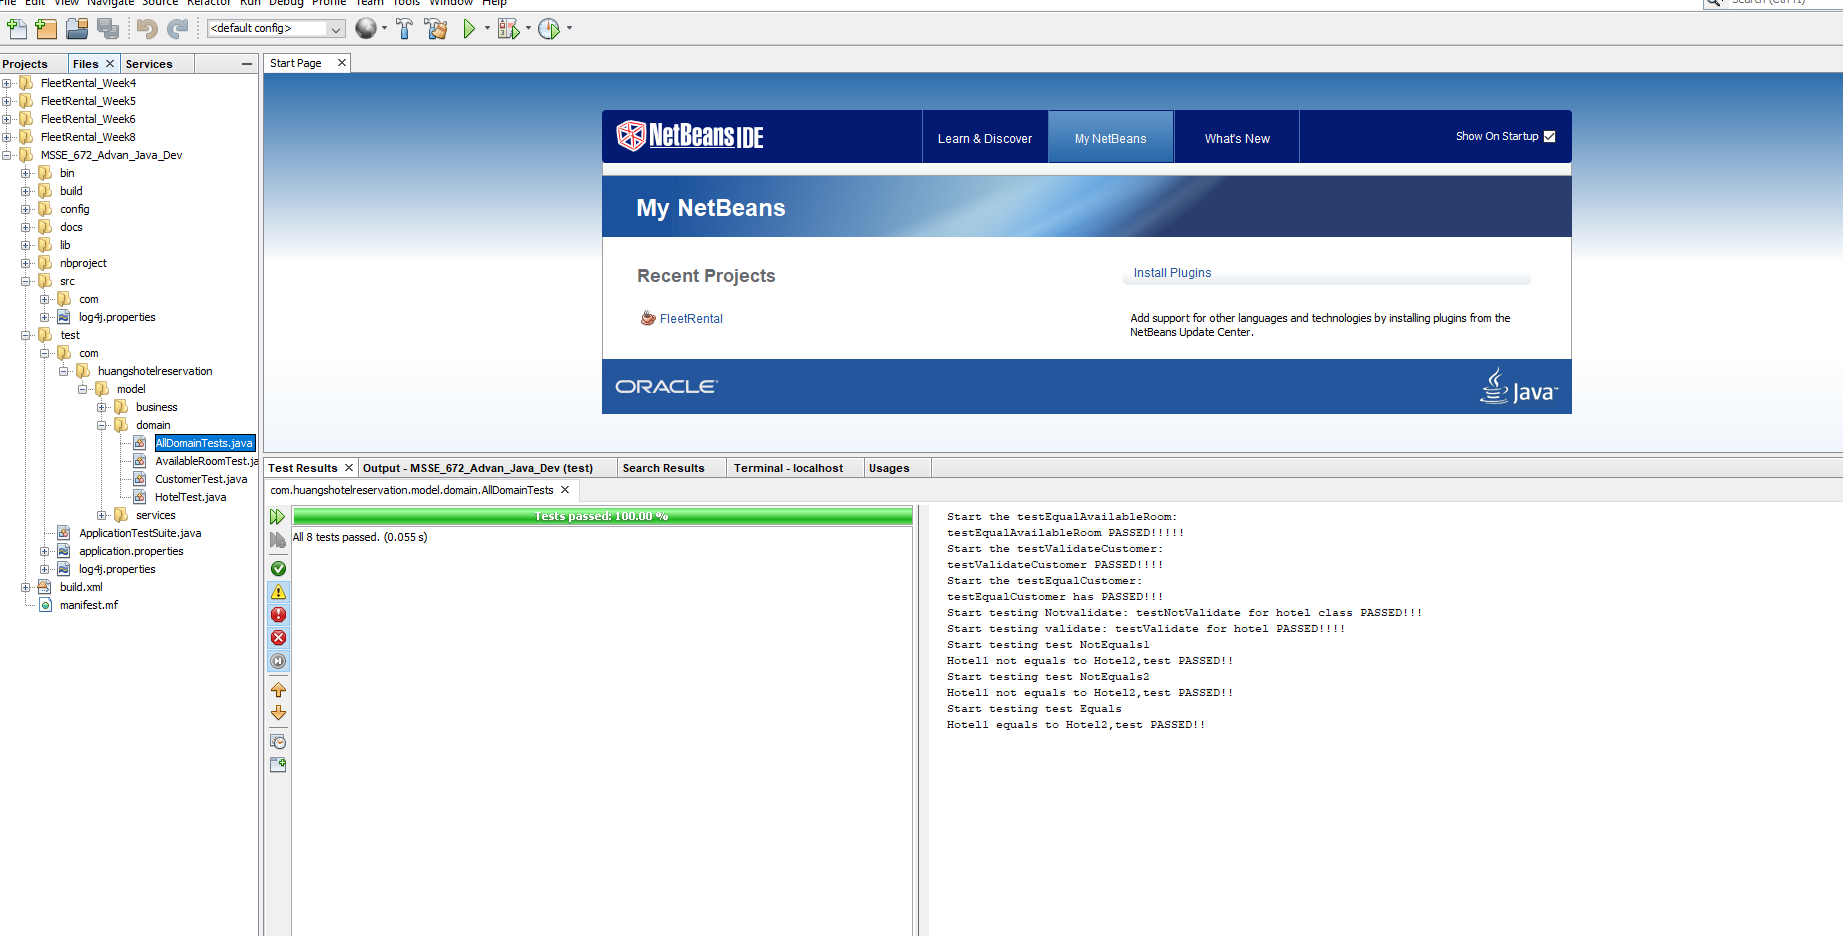 File Edit View Navigate Source Refactor Run Debug Profile Team Tools Window Help
Search (Ctrl+I)
<default config>
Projects Files Services
Start Page
FleetRental_Week4
FleetRental_Week5
FleetRental_Week6
FleetRental_Week8
MSSE_672_Advan_Java_Dev
bin
build
config
docs
lib
nbproject
src
com
log4j.properties
test
com
huangshotelreservation
model
business
domain
AllDomainTests.java
AvailableRoomTest.ja
CustomerTest.java
HotelTest.java
services
ApplicationTestSuite.java
application.properties
log4j.properties
build.xml
manifest.mf
NetBeans IDE
Learn & Discover
My NetBeans
What's New
Show On Startup
My NetBeans
Recent Projects
FleetRental
Install Plugins
Add support for other languages and technologies by installing plugins from the
NetBeans Update Center.
ORACLE
Java
Test Results Output - MSSE_672_Advan_Java_Dev (test) Search Results Terminal - localhost Usages
com.huangshotelreservation.model.domain.AllDomainTests
Tests passed: 100.00 %
All 8 tests passed. (0.055 s)
Start the testEqualAvailableRoom:
testEqualAvailableRoom PASSED!!!!!
Start the testValidateCustomer:
testValidateCustomer PASSED!!!!
Start the testEqualCustomer:
testEqualCustomer has PASSED!!!
Start testing Notvalidate: testNotValidate for hotel class PASSED!!!
Start testing validate: testValidate for hotel PASSED!!!!
Start testing test NotEquals1
Hotel1 not equals to Hotel2,test PASSED!!
Start testing test NotEquals2
Hotel1 not equals to Hotel2,test PASSED!!
Start testing test Equals
Hotel1 equals to Hotel2,test PASSED!!